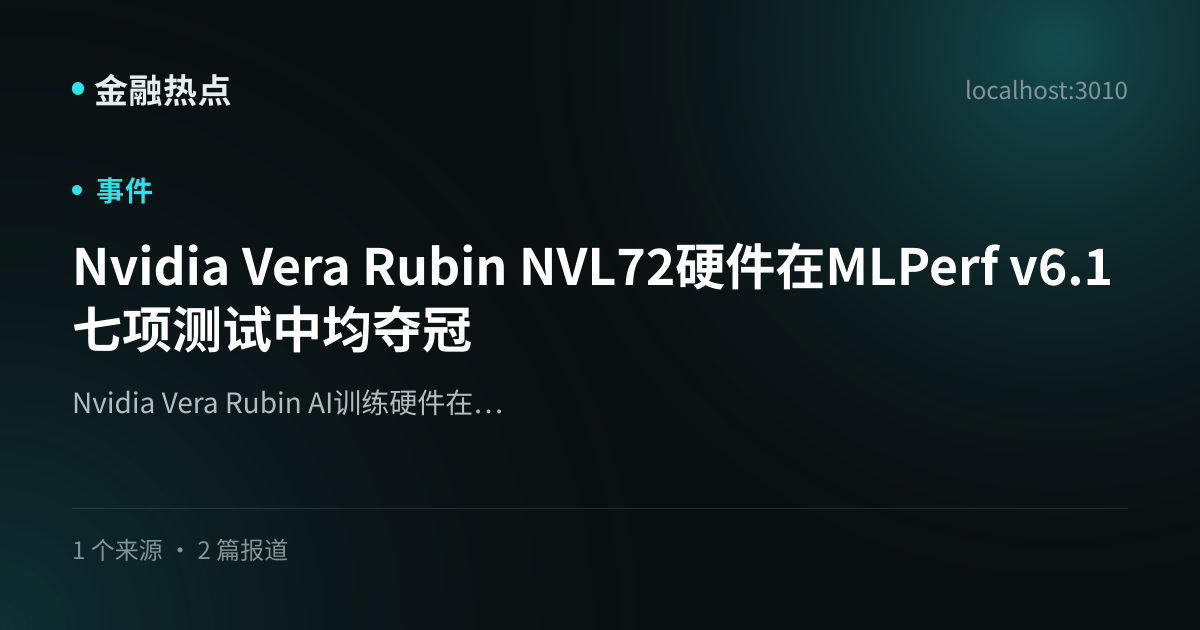 金融热点
localhost:3010
事件
Nvidia Vera Rubin NVL72硬件在MLPerf v6.1
七项测试中均夺冠
Nvidia Vera Rubin AI训练硬件在…
1 个来源 · 2 篇报道